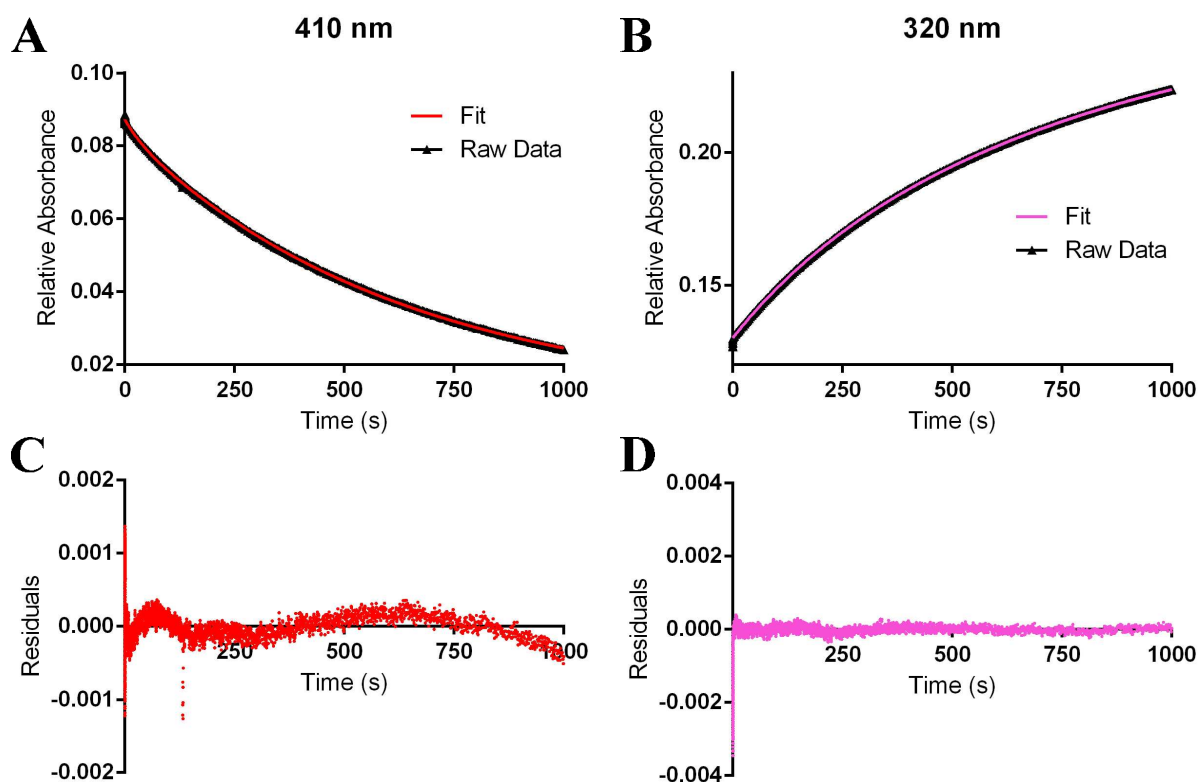 A
410 nm
B
320 nm
Relative Absorbance
0.10
0.08
0.06
0.04
0.02
Fit
Raw Data
0
250
500
750
1000
Time (s)
Relative Absorbance
0.20
0.15
Fit
Raw Data
0
250
500
750
1000
Time (s)
C
Residuals
0.002
0.001
0.000
-0.001
-0.002
250
500
750
1000
Time (s)
D
Residuals
0.004
0.002
0.000
-0.002
-0.004
250
500
750
1000
Time (s)